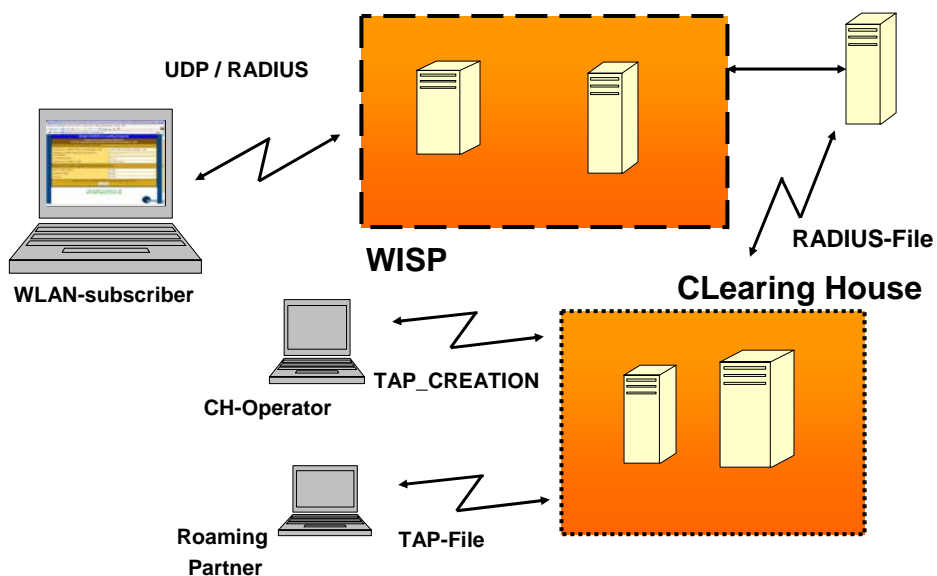 UDP / RADIUS
WISP
RADIUS-File
WLAN-subscriber
CLearing House
TAP_CREATION
CH-Operator
Roaming
Partner
TAP-File